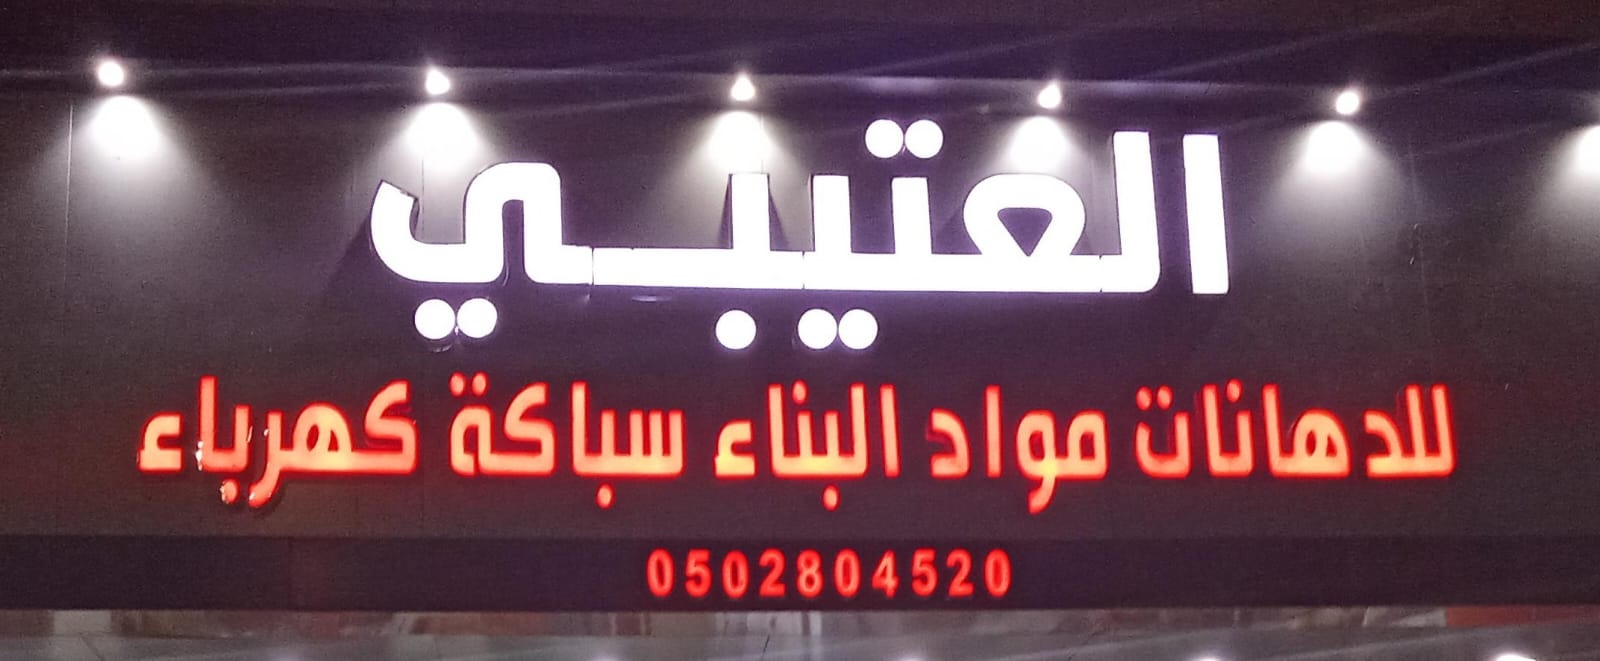 العتيبي
للدهانات مواد البناء سباكة كهرباء
0502804520